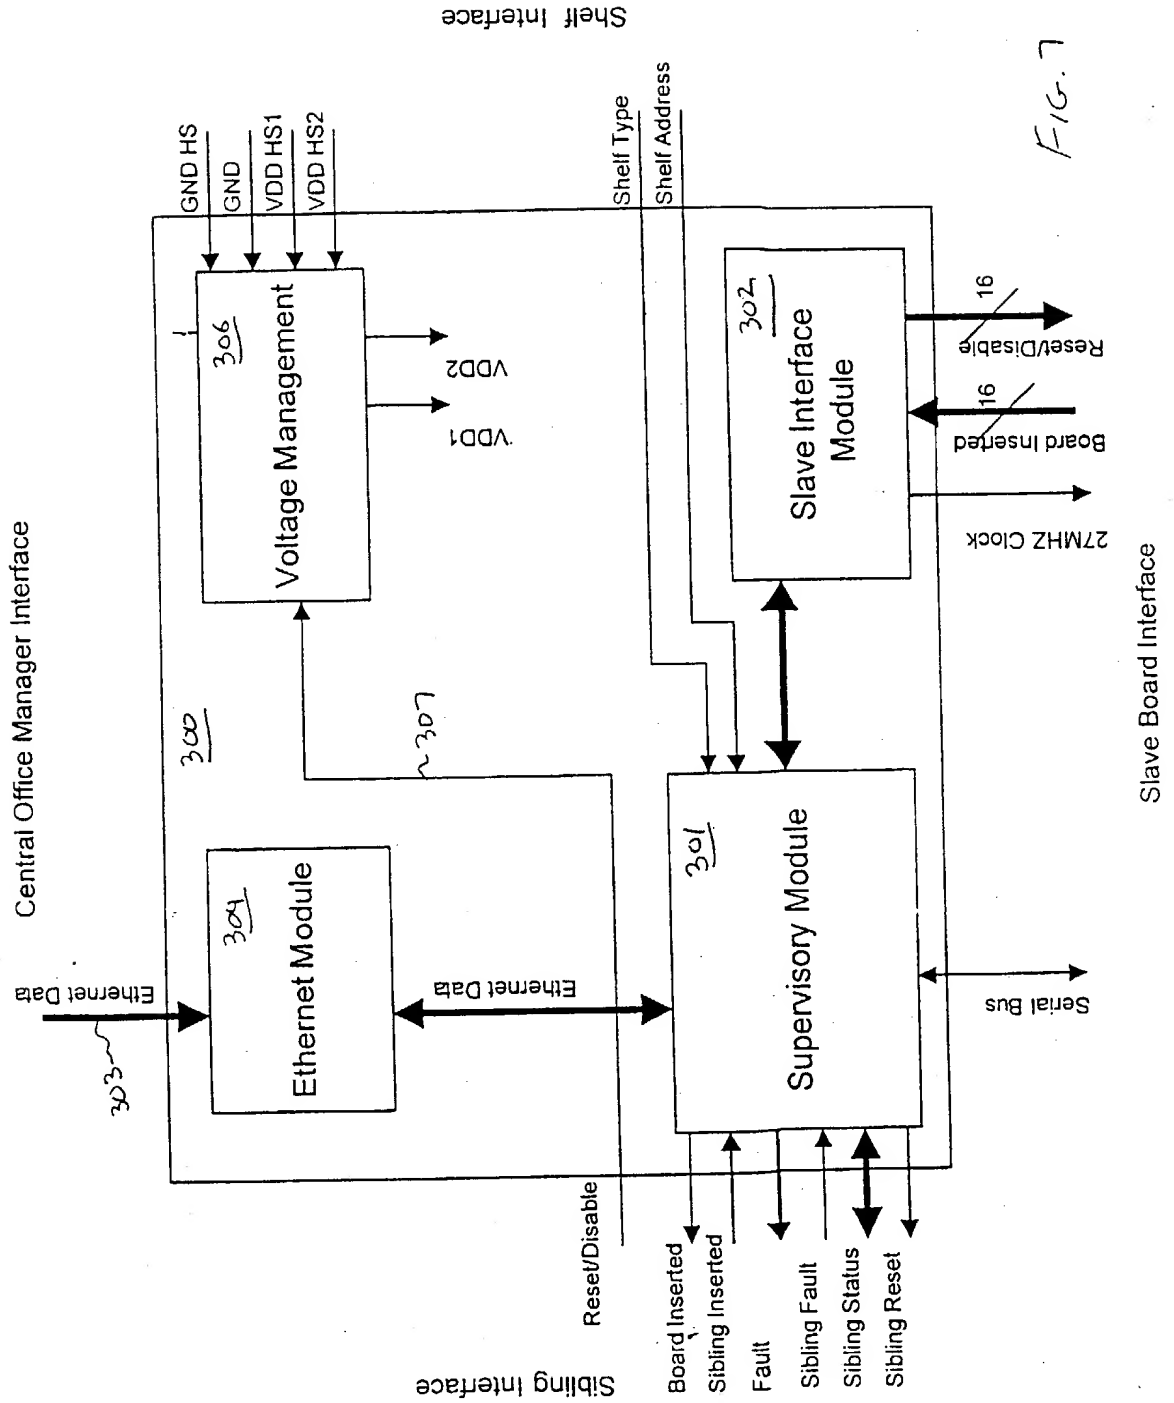 Central Office Manager Interface
Shelf Interface
Sibling Interface
Slave Board Interface
303
Ethernet Data
300
304
Ethernet Module
Ethernet Data
306
Voltage Management
GND HS
GND
VDD HS1
VDD HS2
VDD1
VDD2
307
Reset/Disable
Shelf Type
Shelf Address
301
Supervisory Module
302
Slave Interface
Module
Board Inserted
Sibling Inserted
Fault
Sibling Fault
Sibling Status
Sibling Reset
Serial Bus
27MHZ Clock
Board Inserted
16
Reset/Disable
16
FIG. 7